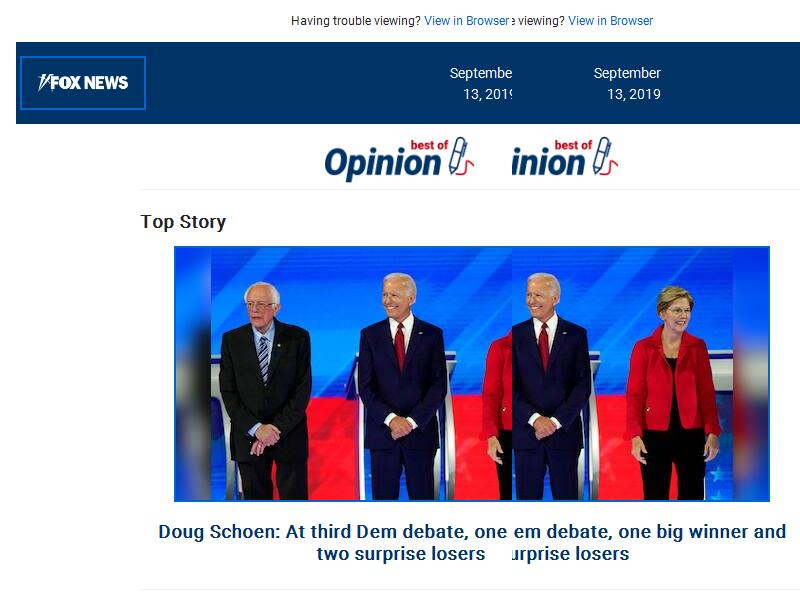 Having trouble viewing? View in Browser e viewing? View in Browser
FOX NEWS
Septembe September
13, 2019 13, 2019
best of best of
Opinion inion
Top Story
Doug Schoen: At third Dem debate, one em debate, one big winner and
two surprise losers urprise losers